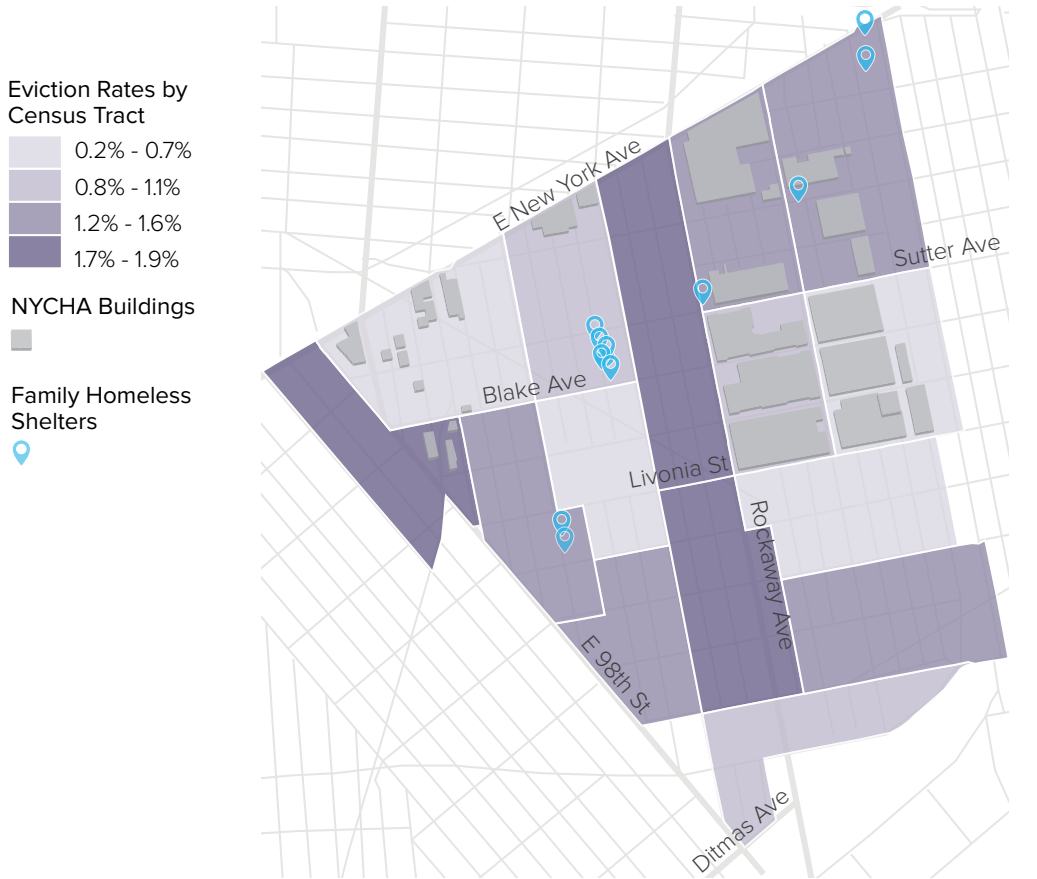 Eviction Rates by
Census Tract
0.2% - 0.7%
0.8% - 1.1%
1.2% - 1.6%
1.7% - 1.9%
NYCHA Buildings
Family Homeless
Shelters
E New York Ave
Sutter Ave
Blake Ave
Livonia St
Rockaway Ave
E 98th St
Ditmas Ave